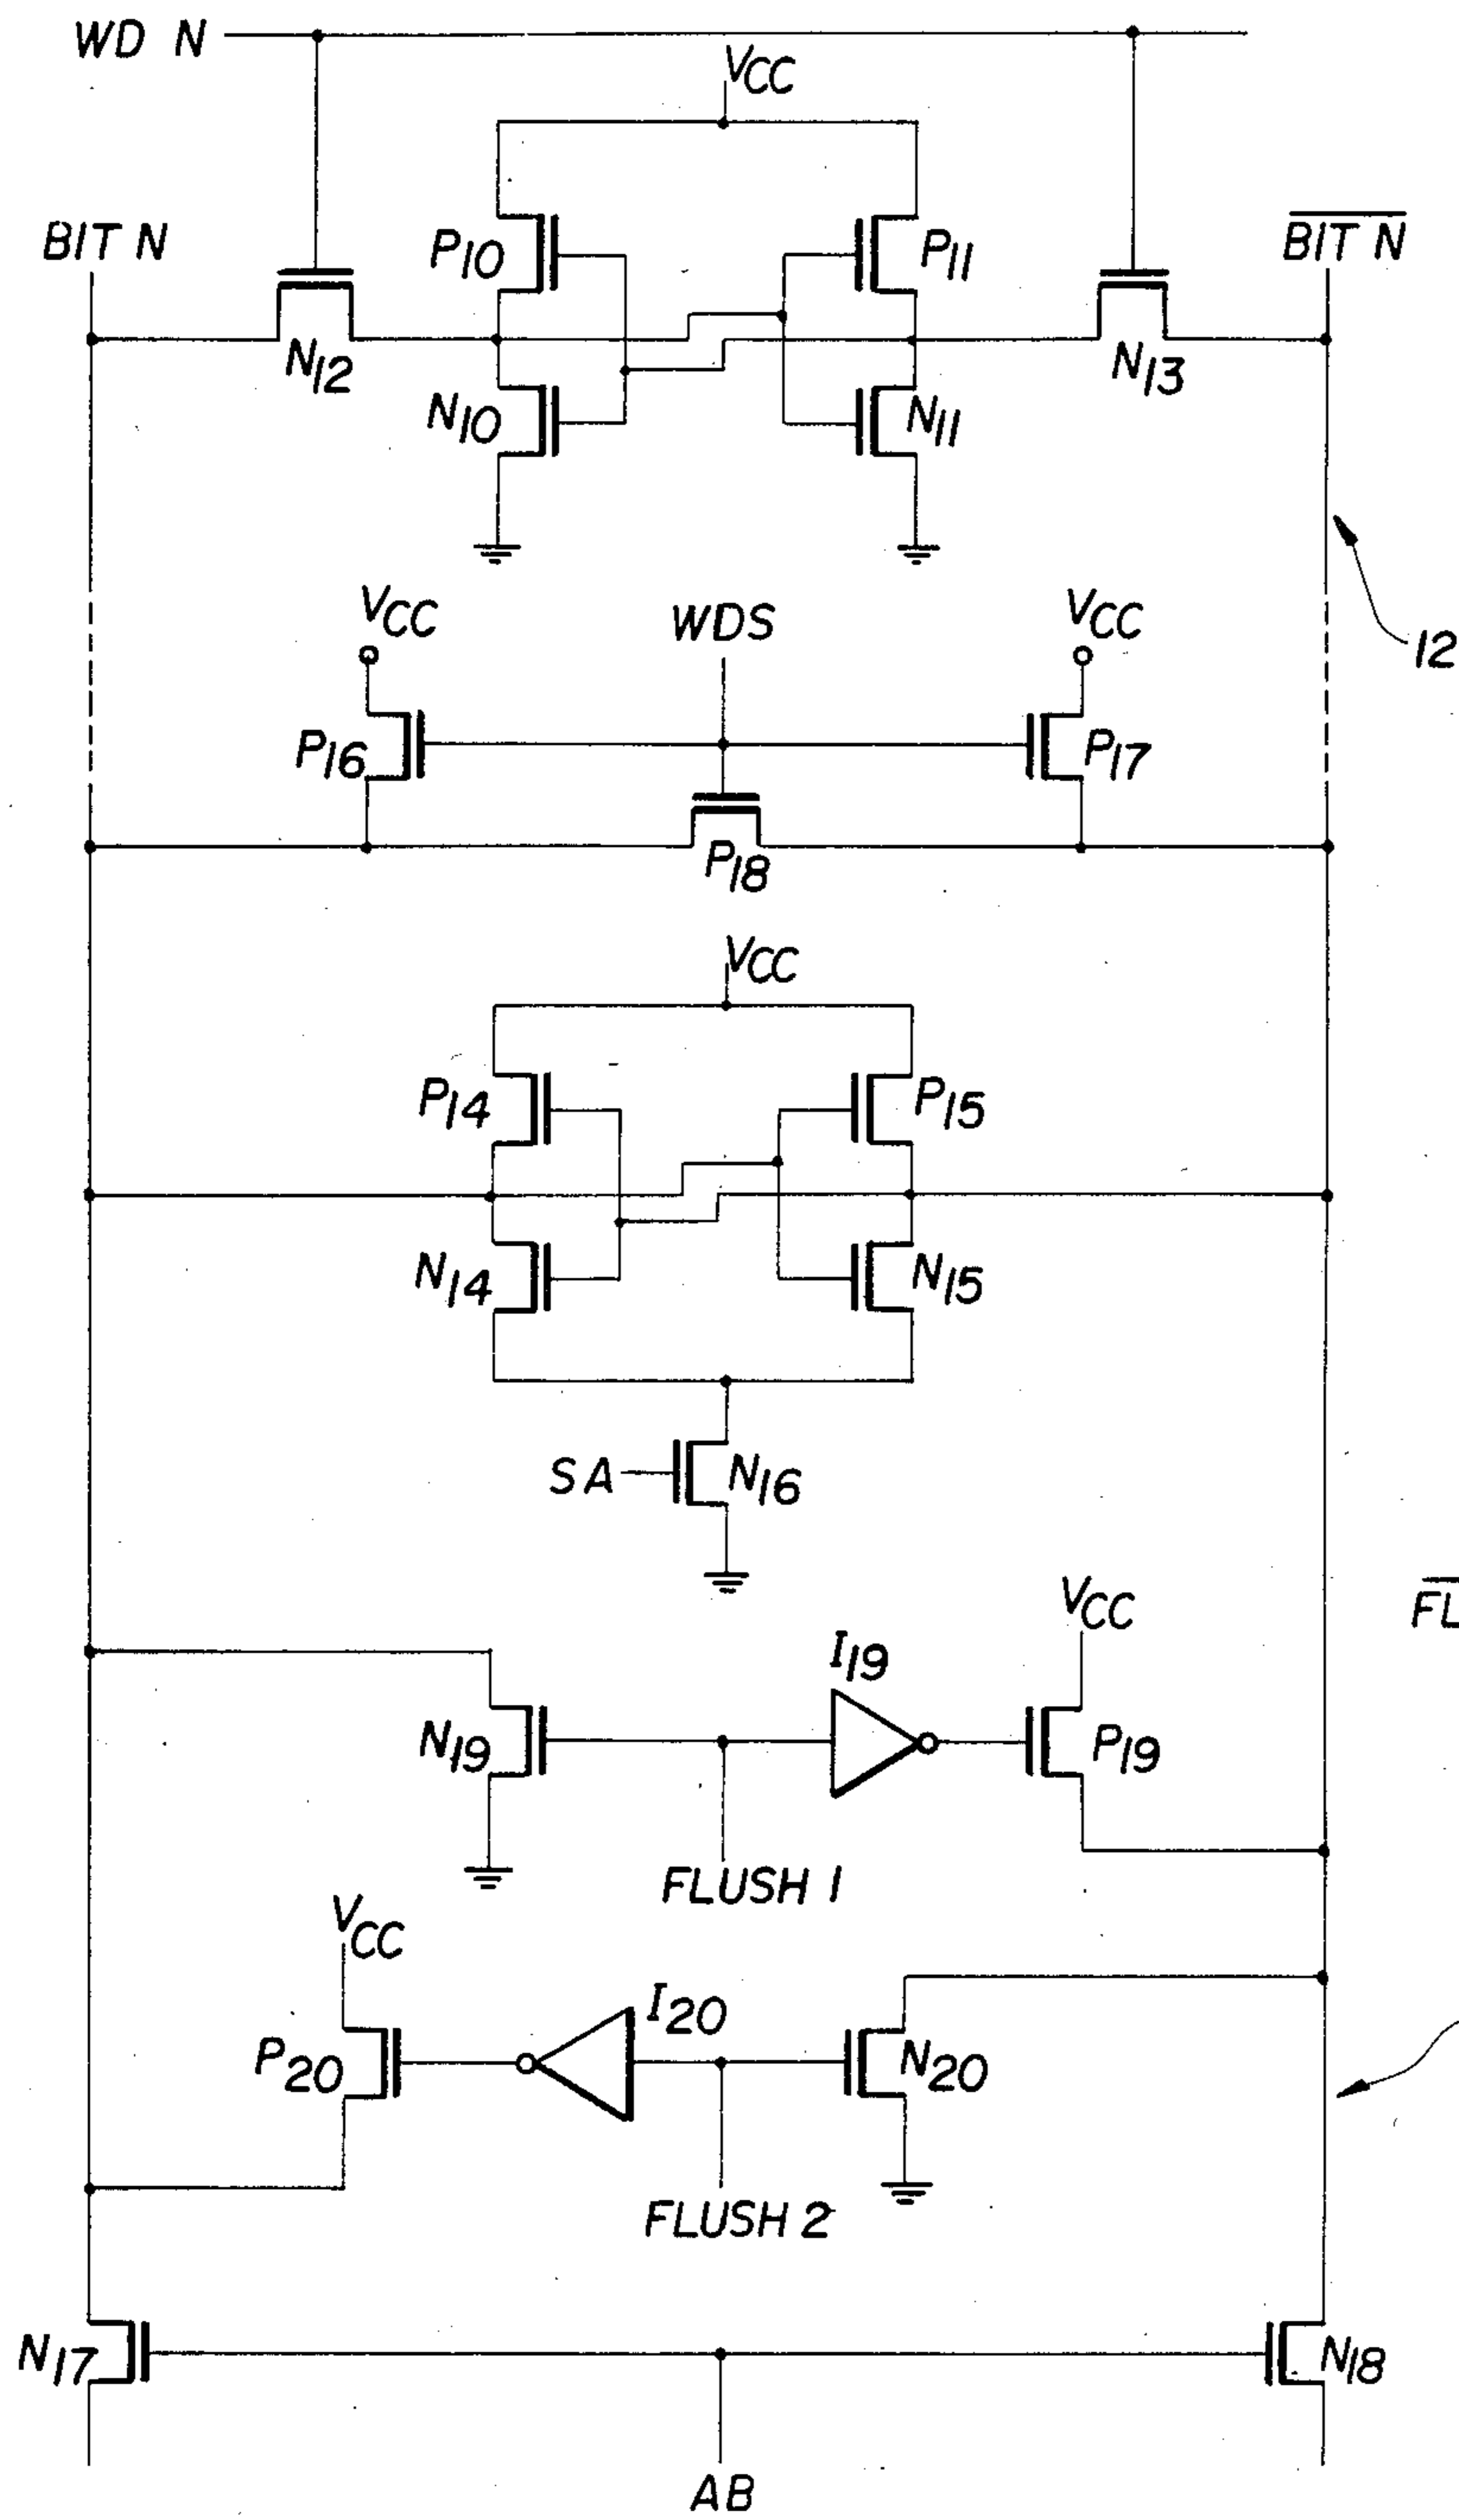 WD N
VCC
BIT N
P10
P11
BIT N
N12
N13
N10
N11
VCC
WDS
VCC
12
P16
P17
P18
VCC
P14
P15
N14
N15
SA
N16
VCC
FL
I19
N19
P19
FLUSH 1
VCC
I20
P20
N20
FLUSH 2
N17
N18
AB